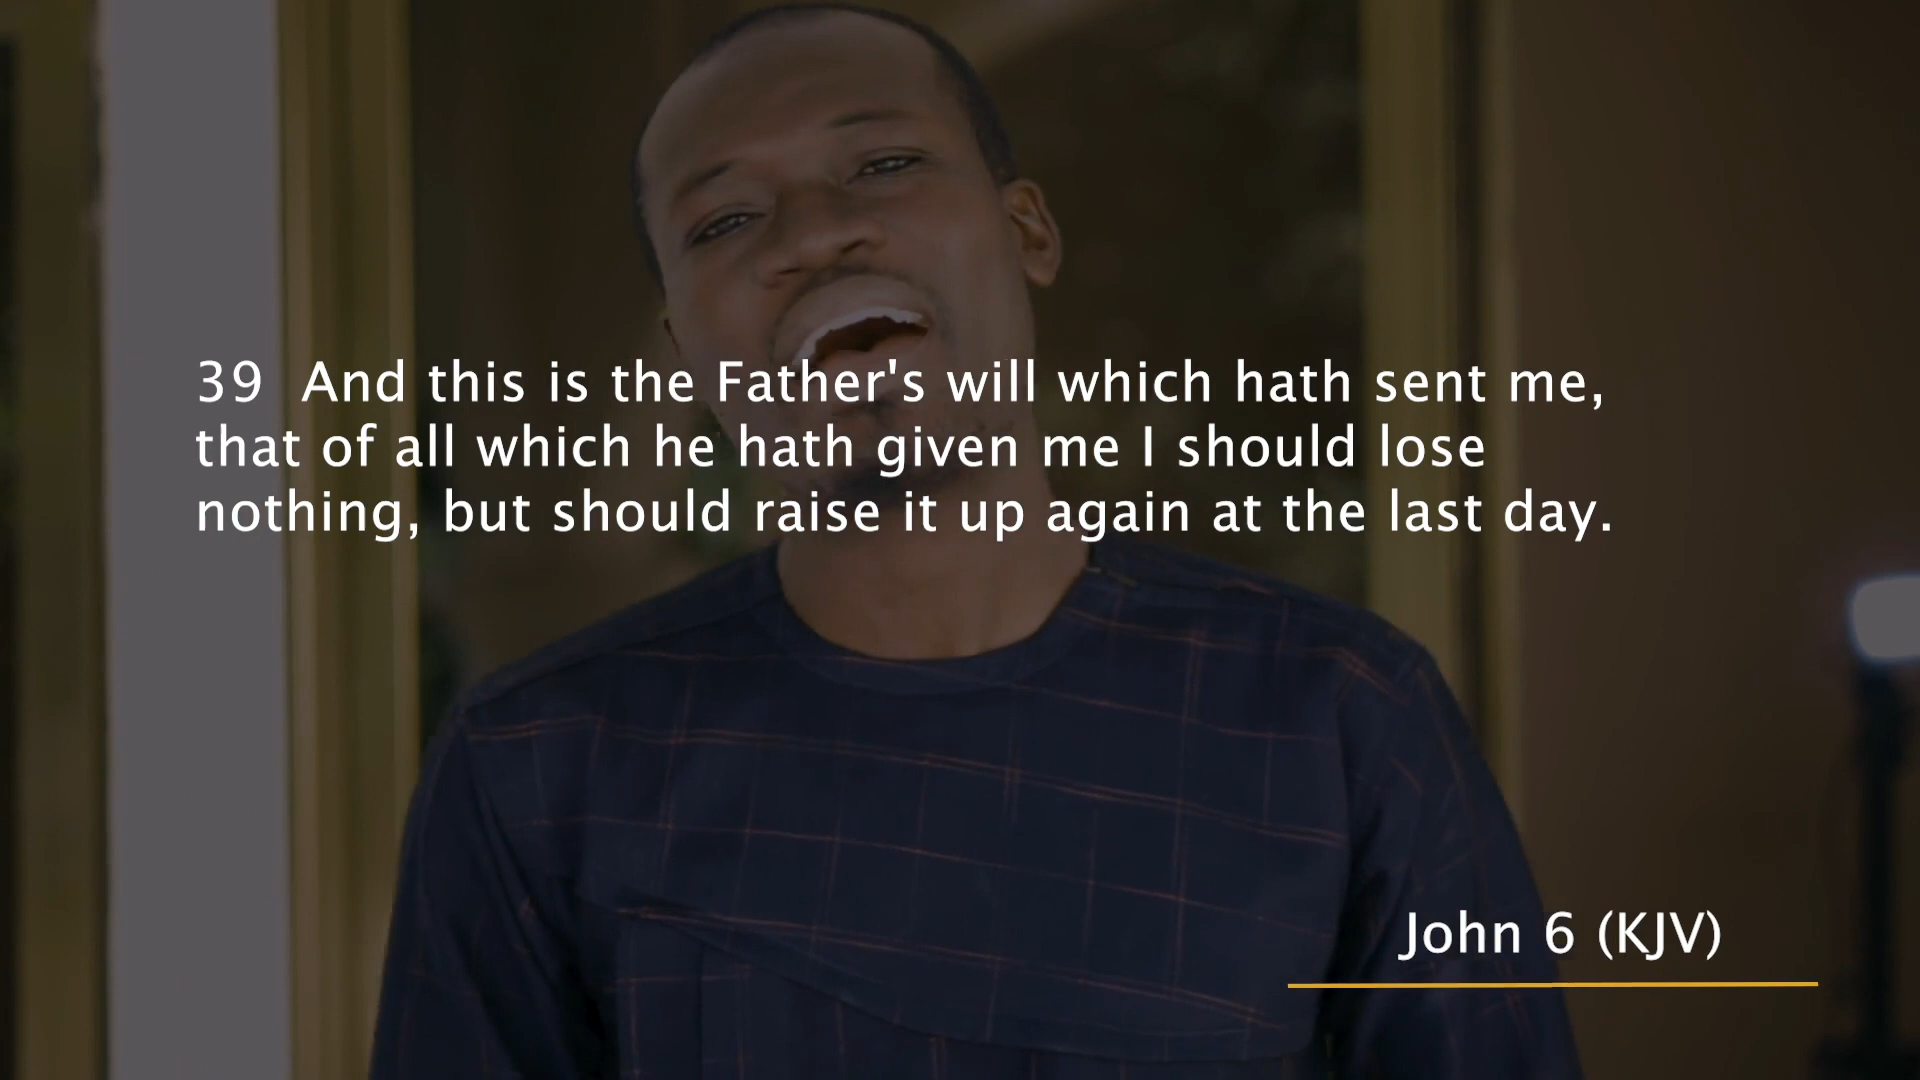 39 And this is the Father's will which hath sent me,
that of all which he hath given me I should lose
nothing, but should raise it up again at the last day.
John 6 (KJV)